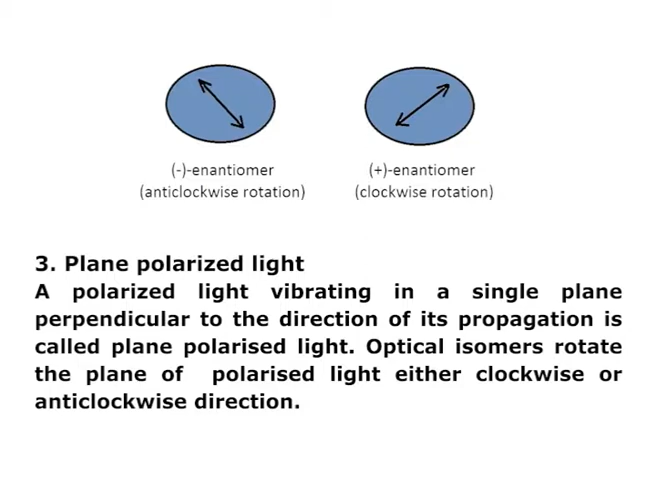 (-)-enantiomer (+)-enantiomer
(anticlockwise rotation) (clockwise rotation)
3. Plane polarized light
A polarized light vibrating in a single plane
perpendicular to the direction of its propagation is
called plane polarised light. Optical isomers rotate
the plane of polarised light either clockwise or
anticlockwise direction.